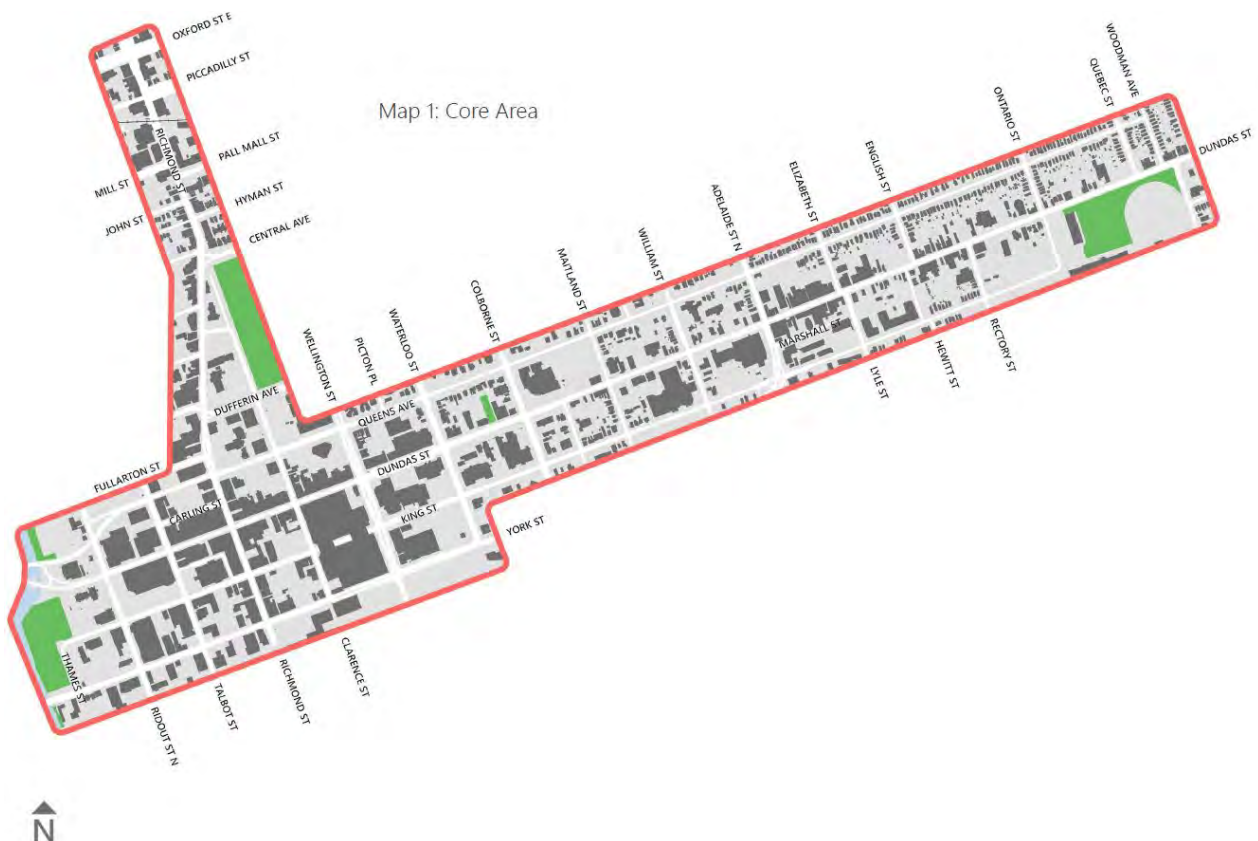 OXFORD ST E
PICCADILLY ST
Map 1: Core Area
RICHMOND ST
PALL MALL ST
MILL ST
HYMAN ST
JOHN ST
CENTRAL AVE
WOODMAN AVE
QUEBEC ST
ONTARIO ST
DUNDAS ST
ENGLISH ST
ELIZABETH ST
ADELAIDE ST N
WILLIAM ST
MAITLAND ST
COLBORNE ST
WATERLOO ST
PICTON PL
WELLINGTON ST
DUFFERIN AVE
QUEENS AVE
MARSHALL ST
RECTORY ST
HEWITT ST
LYLE ST
FULLARTON ST
DUNDAS ST
CARLING ST
KING ST
YORK ST
THAMES ST
CLARENCE ST
RICHMOND ST
TALBOT ST
RIDOUT ST N
N